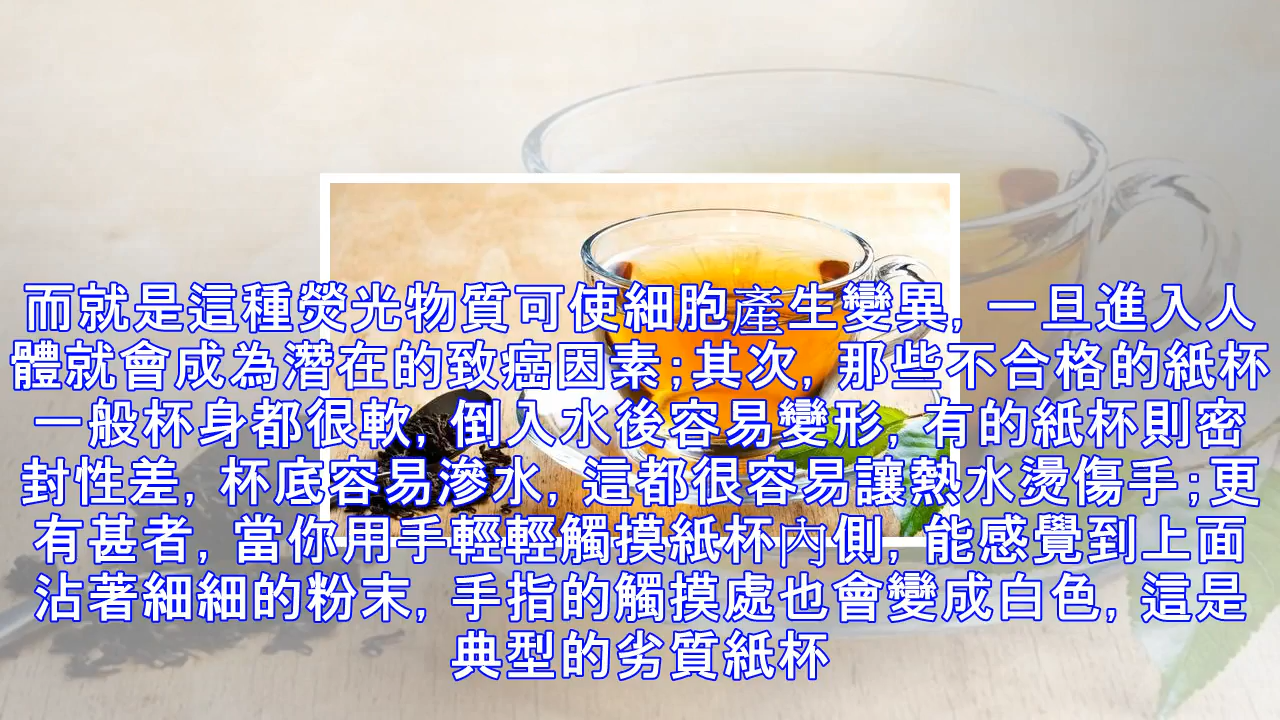 而就是這種熒光物質可使細胞產生變異, 一旦進入人
體就會成為潛在的致癌因素;其次, 那些不合格的紙杯
一般杯身都很軟, 倒入水後容易變形, 有的紙杯則密
封性差, 杯底容易滲水, 這都很容易讓熱水燙傷手;更
有甚者, 當你用手輕輕觸摸紙杯內側, 能感覺到上面
沾著細細的粉末, 手指的觸摸處也會變成白色, 這是
典型的劣質紙杯